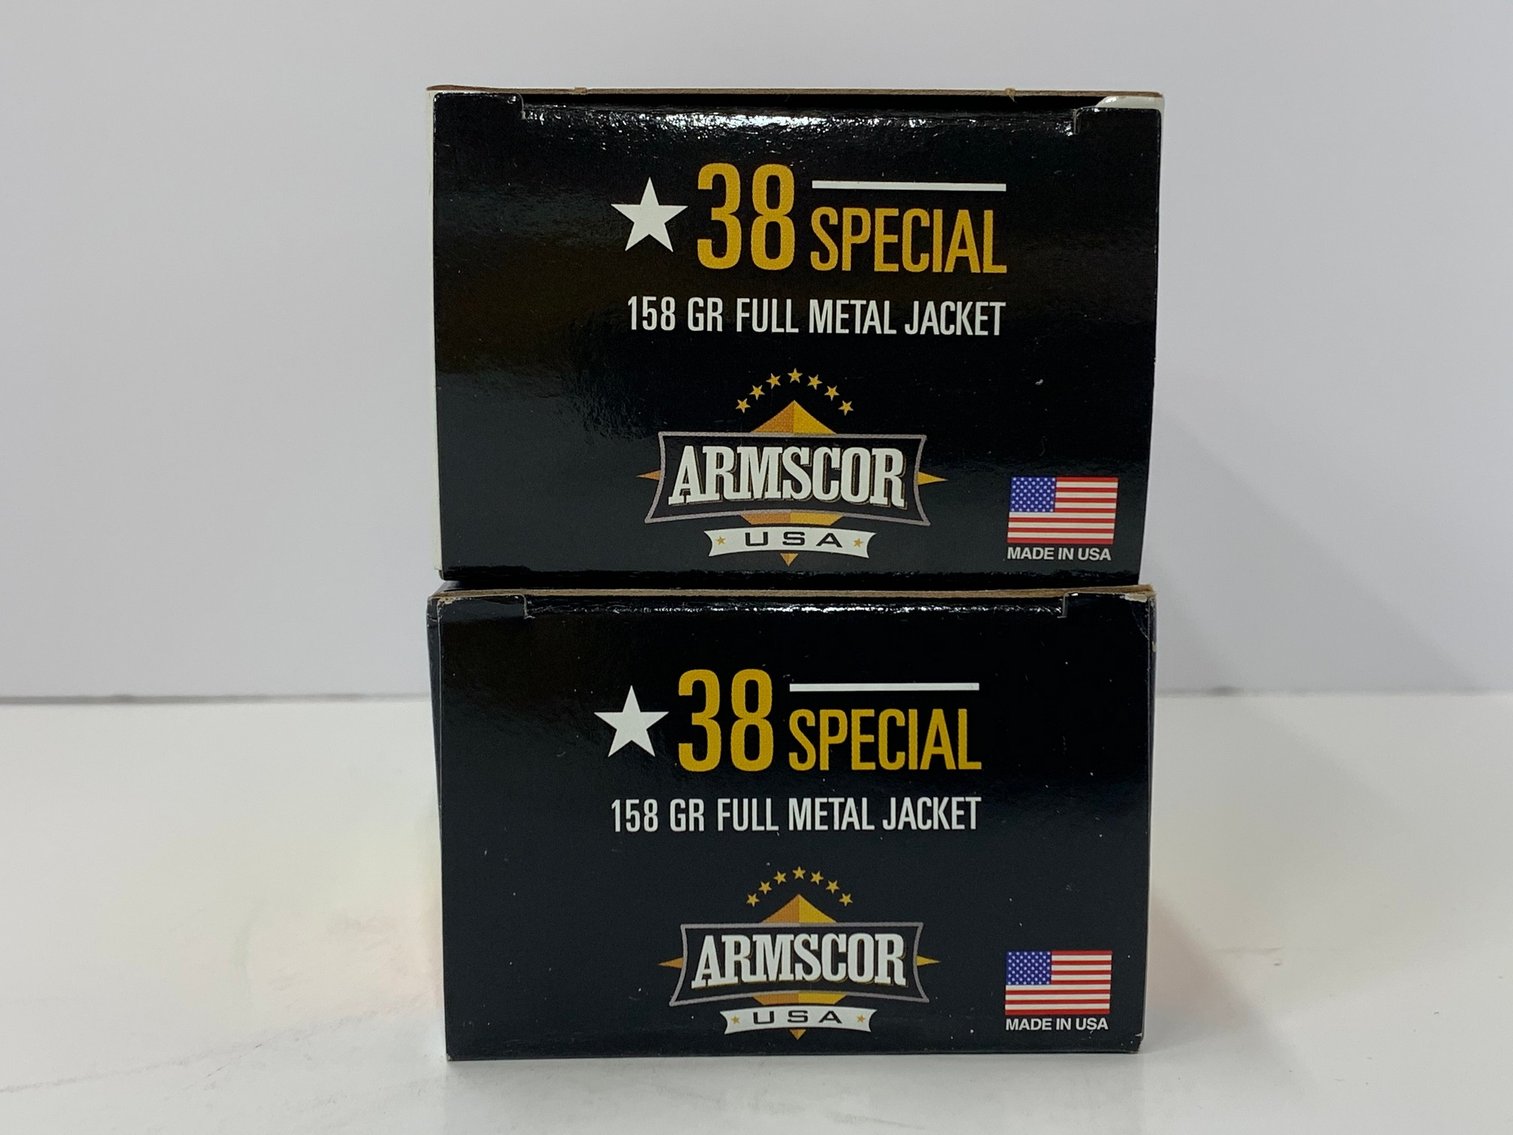 38 SPECIAL
158 GR FULL METAL JACKET
ARMSCOR
USA
MADE IN USA
38 SPECIAL
158 GR FULL METAL JACKET
ARMSCOR
USA
MADE IN USA